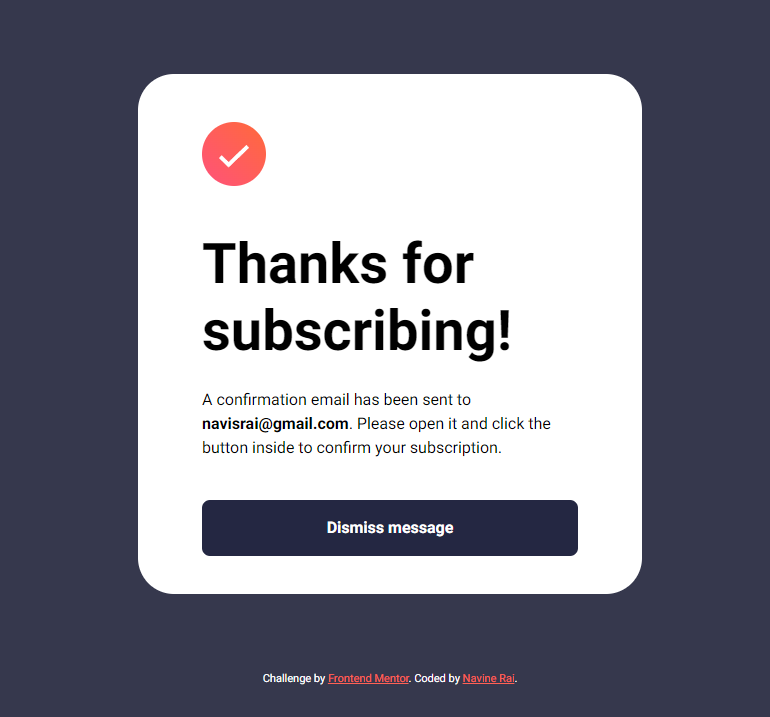 Thanks for
subscribing!
A confirmation email has been sent to
navisrai@gmail.com. Please open it and click the
button inside to confirm your subscription.
Dismiss message
Challenge by Frontend Mentor. Coded by Navine Rai.